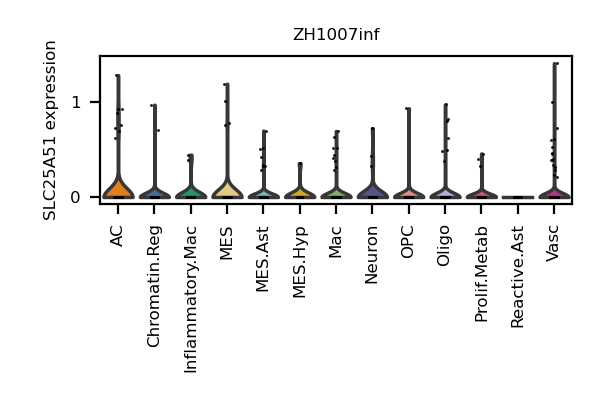 ZH1007inf
SLC25A51 expression
1
0
AC
Chromatin.Reg
Inflammatory.Mac
MES
MES.Ast
MES.Hyp
Mac
Neuron
OPC
Oligo
Prolif.Metab
Reactive.Ast
Vasc